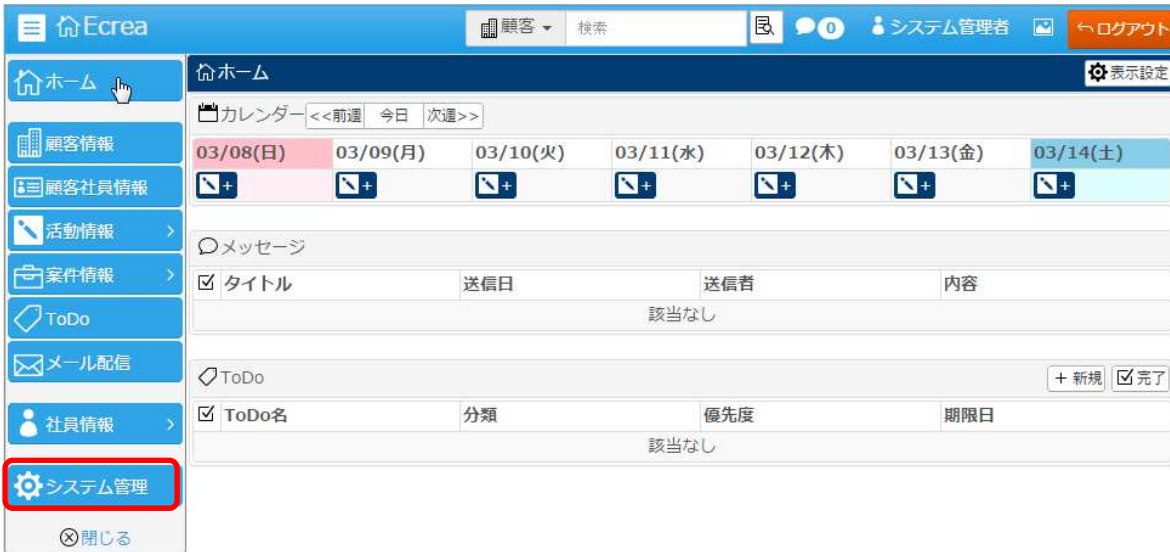 Ecrea 顧客 検索 0 システム管理者 ログアウト
ホーム
顧客情報
顧客社員情報
活動情報
案件情報
ToDo
メール配信
社員情報
システム管理
閉じる
ホーム 表示設定
カレンダー <<前週 今日 次週>>
03/08(日) 03/09(月) 03/10(火) 03/11(水) 03/12(木) 03/13(金) 03/14(土)
+ + + + + + +
メッセージ
タイトル 送信日 送信者 内容
該当なし
ToDo + 新規 完了
ToDo名 分類 優先度 期限日
該当なし